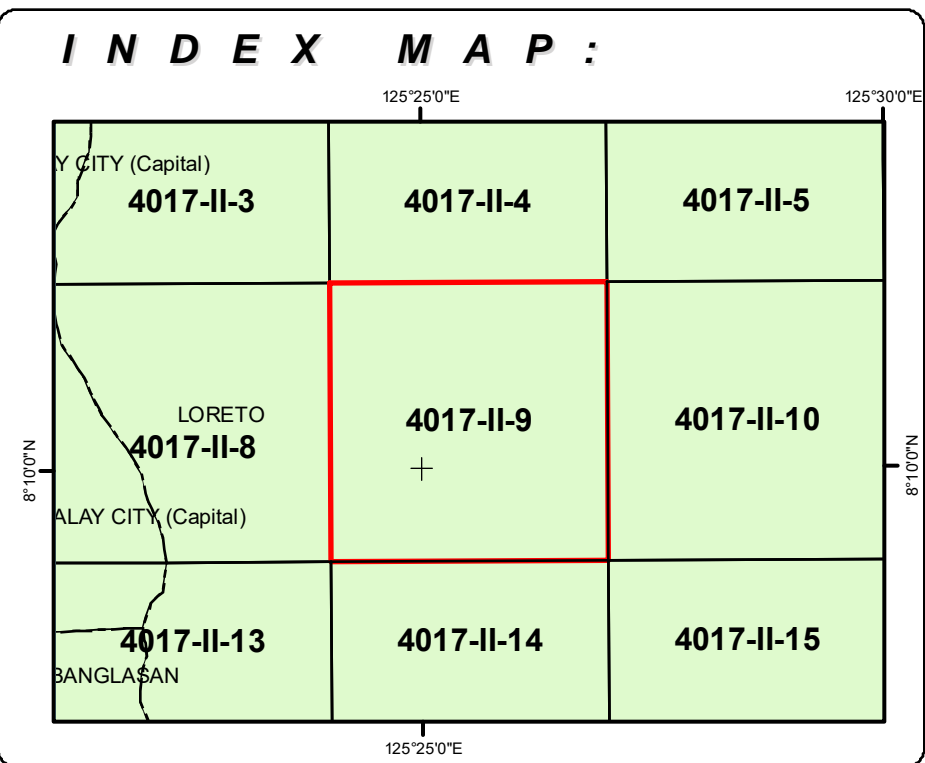 INDEX MAP:
125°25'0"E
125°30'0"E
Y CITY (Capital)
4017-II-3
4017-II-4
4017-II-5
LORETO
4017-II-8
4017-II-9
4017-II-10
8°10'0"N
8°10'0"N
ALAY CITY (Capital)
4017-II-13
4017-II-14
4017-II-15
BANGLASAN
125°25'0"E